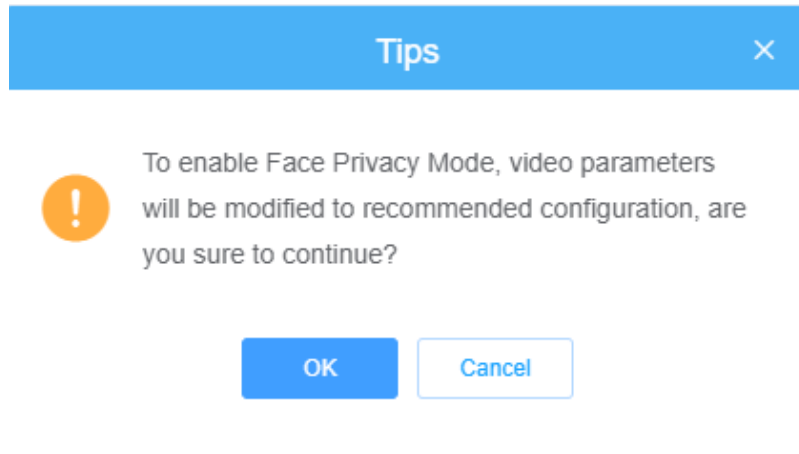 Tips
To enable Face Privacy Mode, video parameters
will be modified to recommended configuration, are
you sure to continue?
OK
Cancel